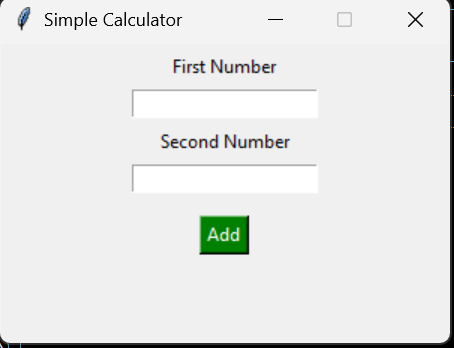 Simple Calculator
First Number
Second Number
Add